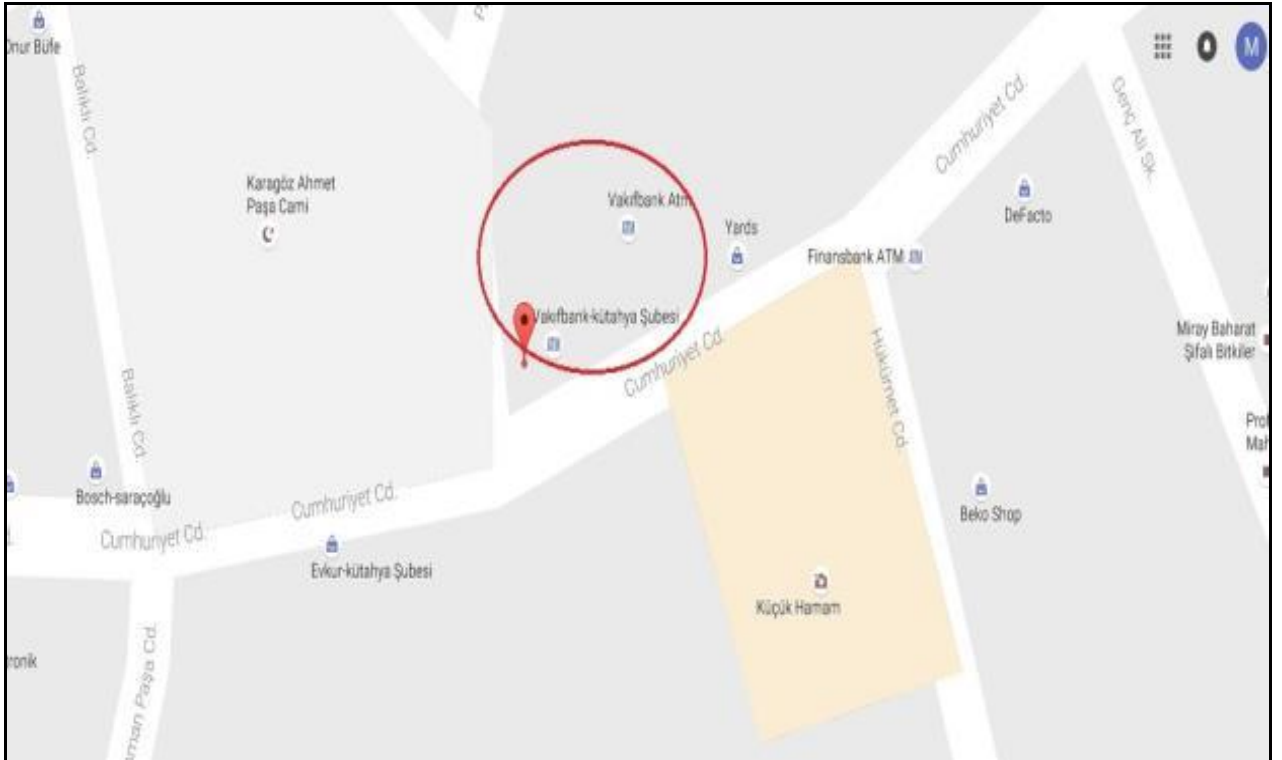 Onur Büfe
Balıklı Cd.
M
Cumhuriyet Cd.
Genç Ali Sk.
Karagöz Ahmet
Paşa Cami
Vakıfbank Atm
Yards
DeFacto
Finansbank ATM
Vakıfbank-kütahya Şubesi
Cumhuriyet Cd.
Hükümet Cd.
Miray Baharat
Şifalı Bitkiler
Balıklı Cd.
Bosch-saraçoğlu
Cumhuriyet Cd.
Cumhuriyet Cd.
Evkur-kütahya Şubesi
Beko Shop
Küçük Hamam
tronik
man Paşa Cd.